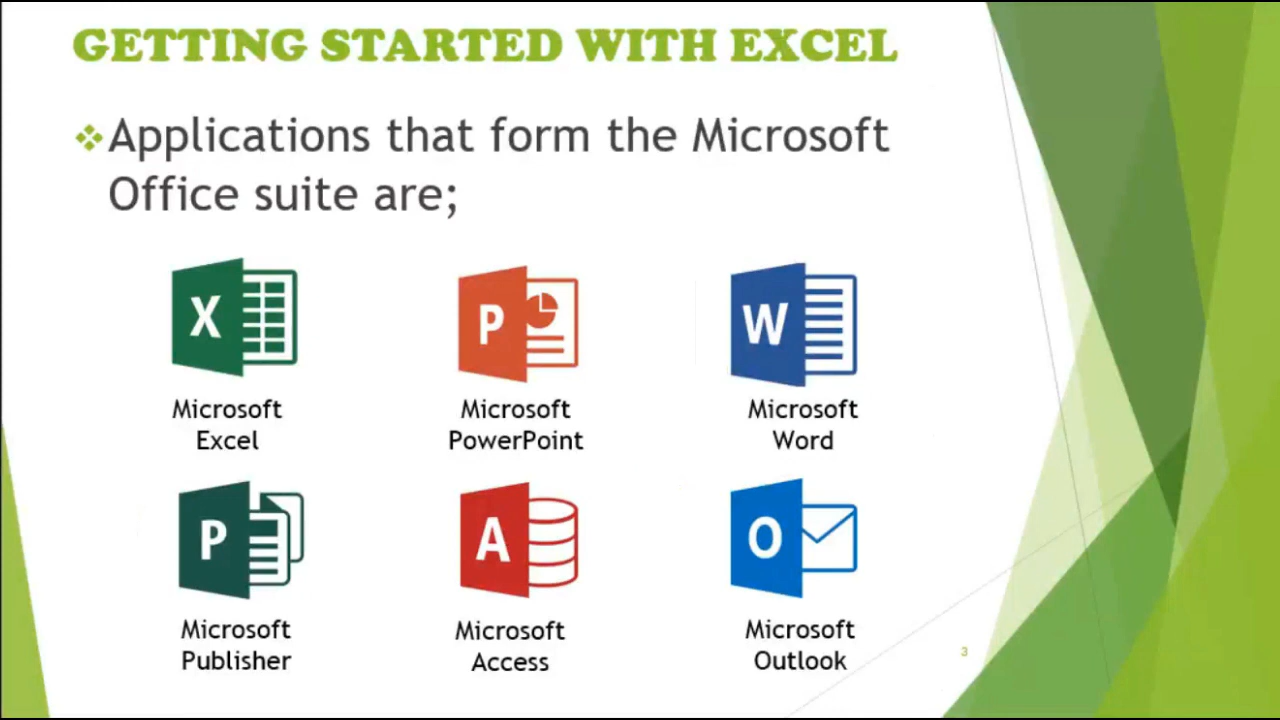 GETTING STARTED WITH EXCEL
Applications that form the Microsoft
Office suite are;
X
P
W
Microsoft
Excel
Microsoft
PowerPoint
Microsoft
Word
P
A
O
Microsoft
Publisher
Microsoft
Access
Microsoft
Outlook
3